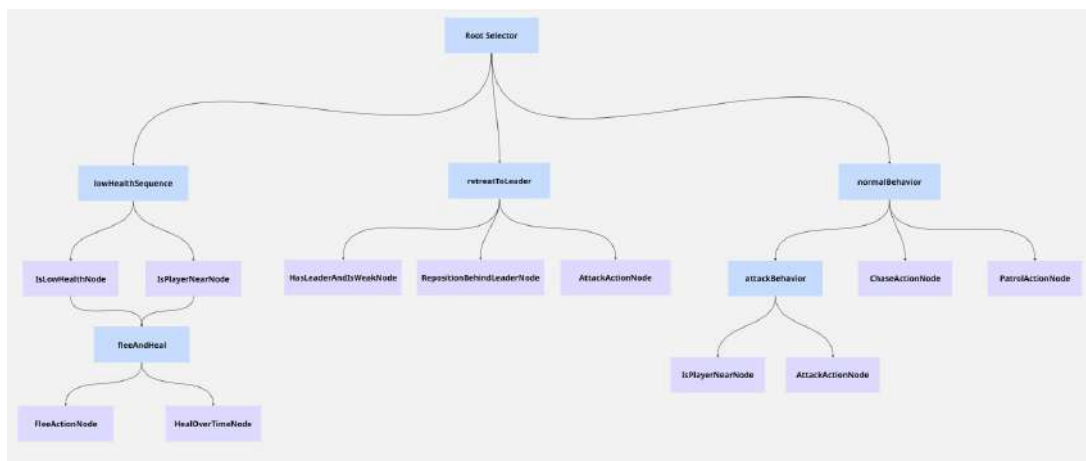 Root Selector
lowHealthSequence
retreatToLeader
normalBehavior
IsLowHealthNode
IsPlayerNearNode
HasLeaderAndIsWeakNode
RepositionBehindLeaderNode
AttackActionNode
attackBehavior
ChaseActionNode
PatrolActionNode
fleeAndHeal
IsPlayerNearNode
AttackActionNode
FleeActionNode
HealOverTimeNode